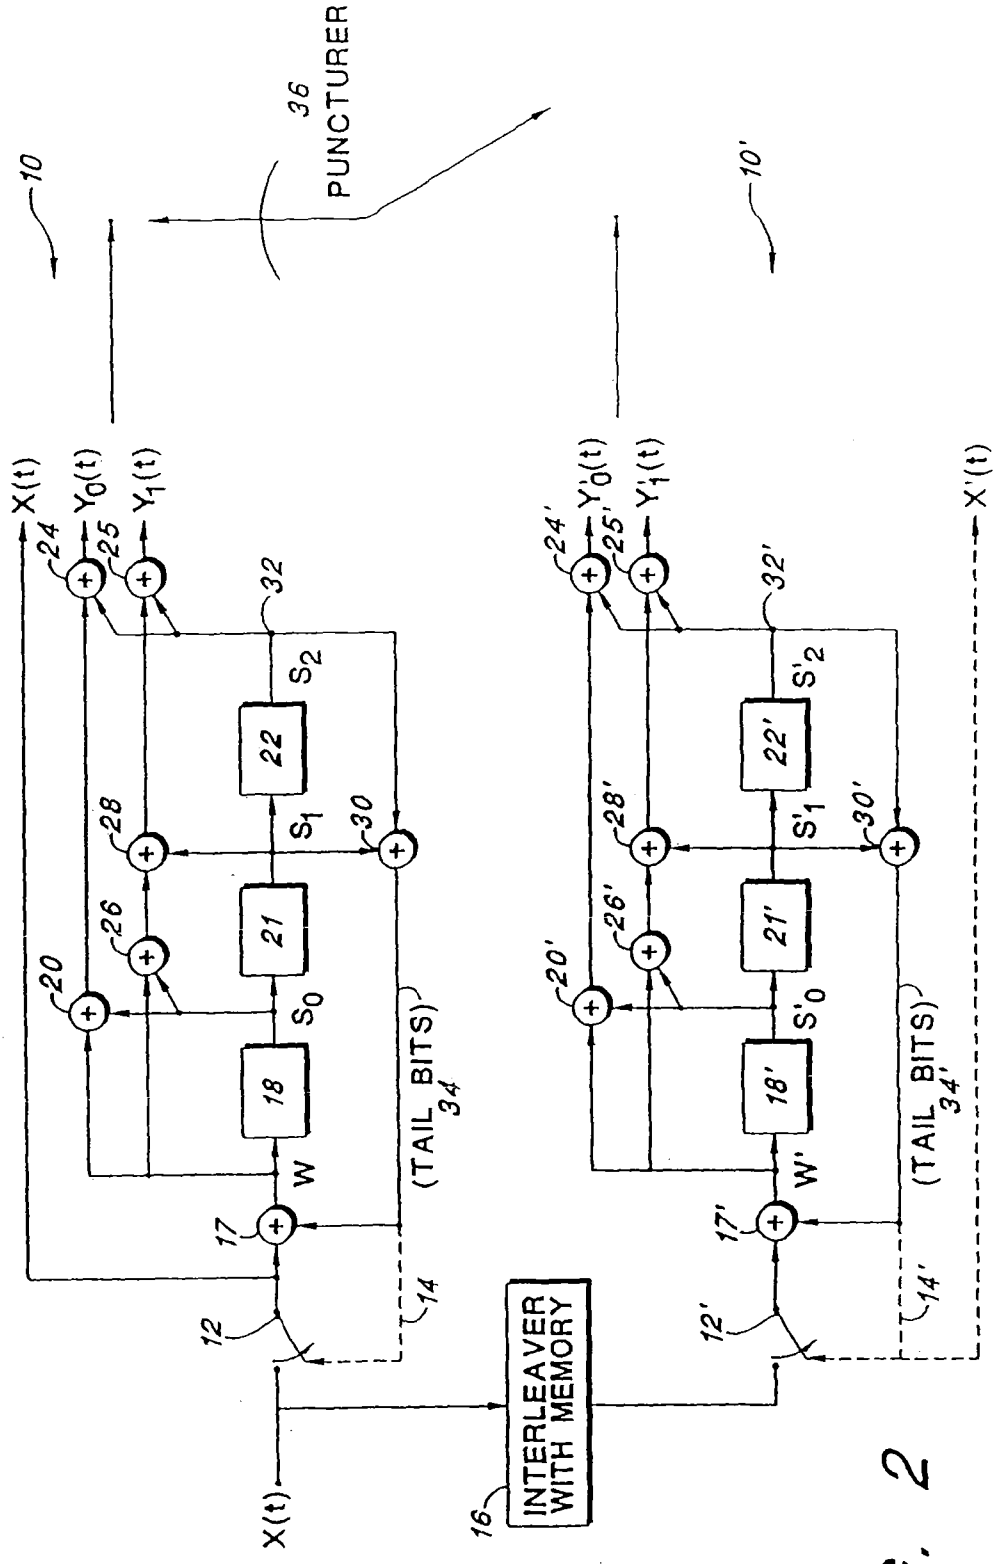 X(t)
12
14
17
W
18
S0
20
21
26
S1
28
22
30
S2
32
24
Y0(t)
25
Y1(t)
X(t)
(TAIL BITS)
34
10
36
PUNCTURER
16
INTERLEAVER
WITH MEMORY
12'
14'
17'
W'
18'
S'0
20'
21'
26'
S'1
28'
22'
30'
S'2
32'
24'
Y'0(t)
25'
Y'1(t)
X'(t)
(TAIL BITS)
34'
10'
2